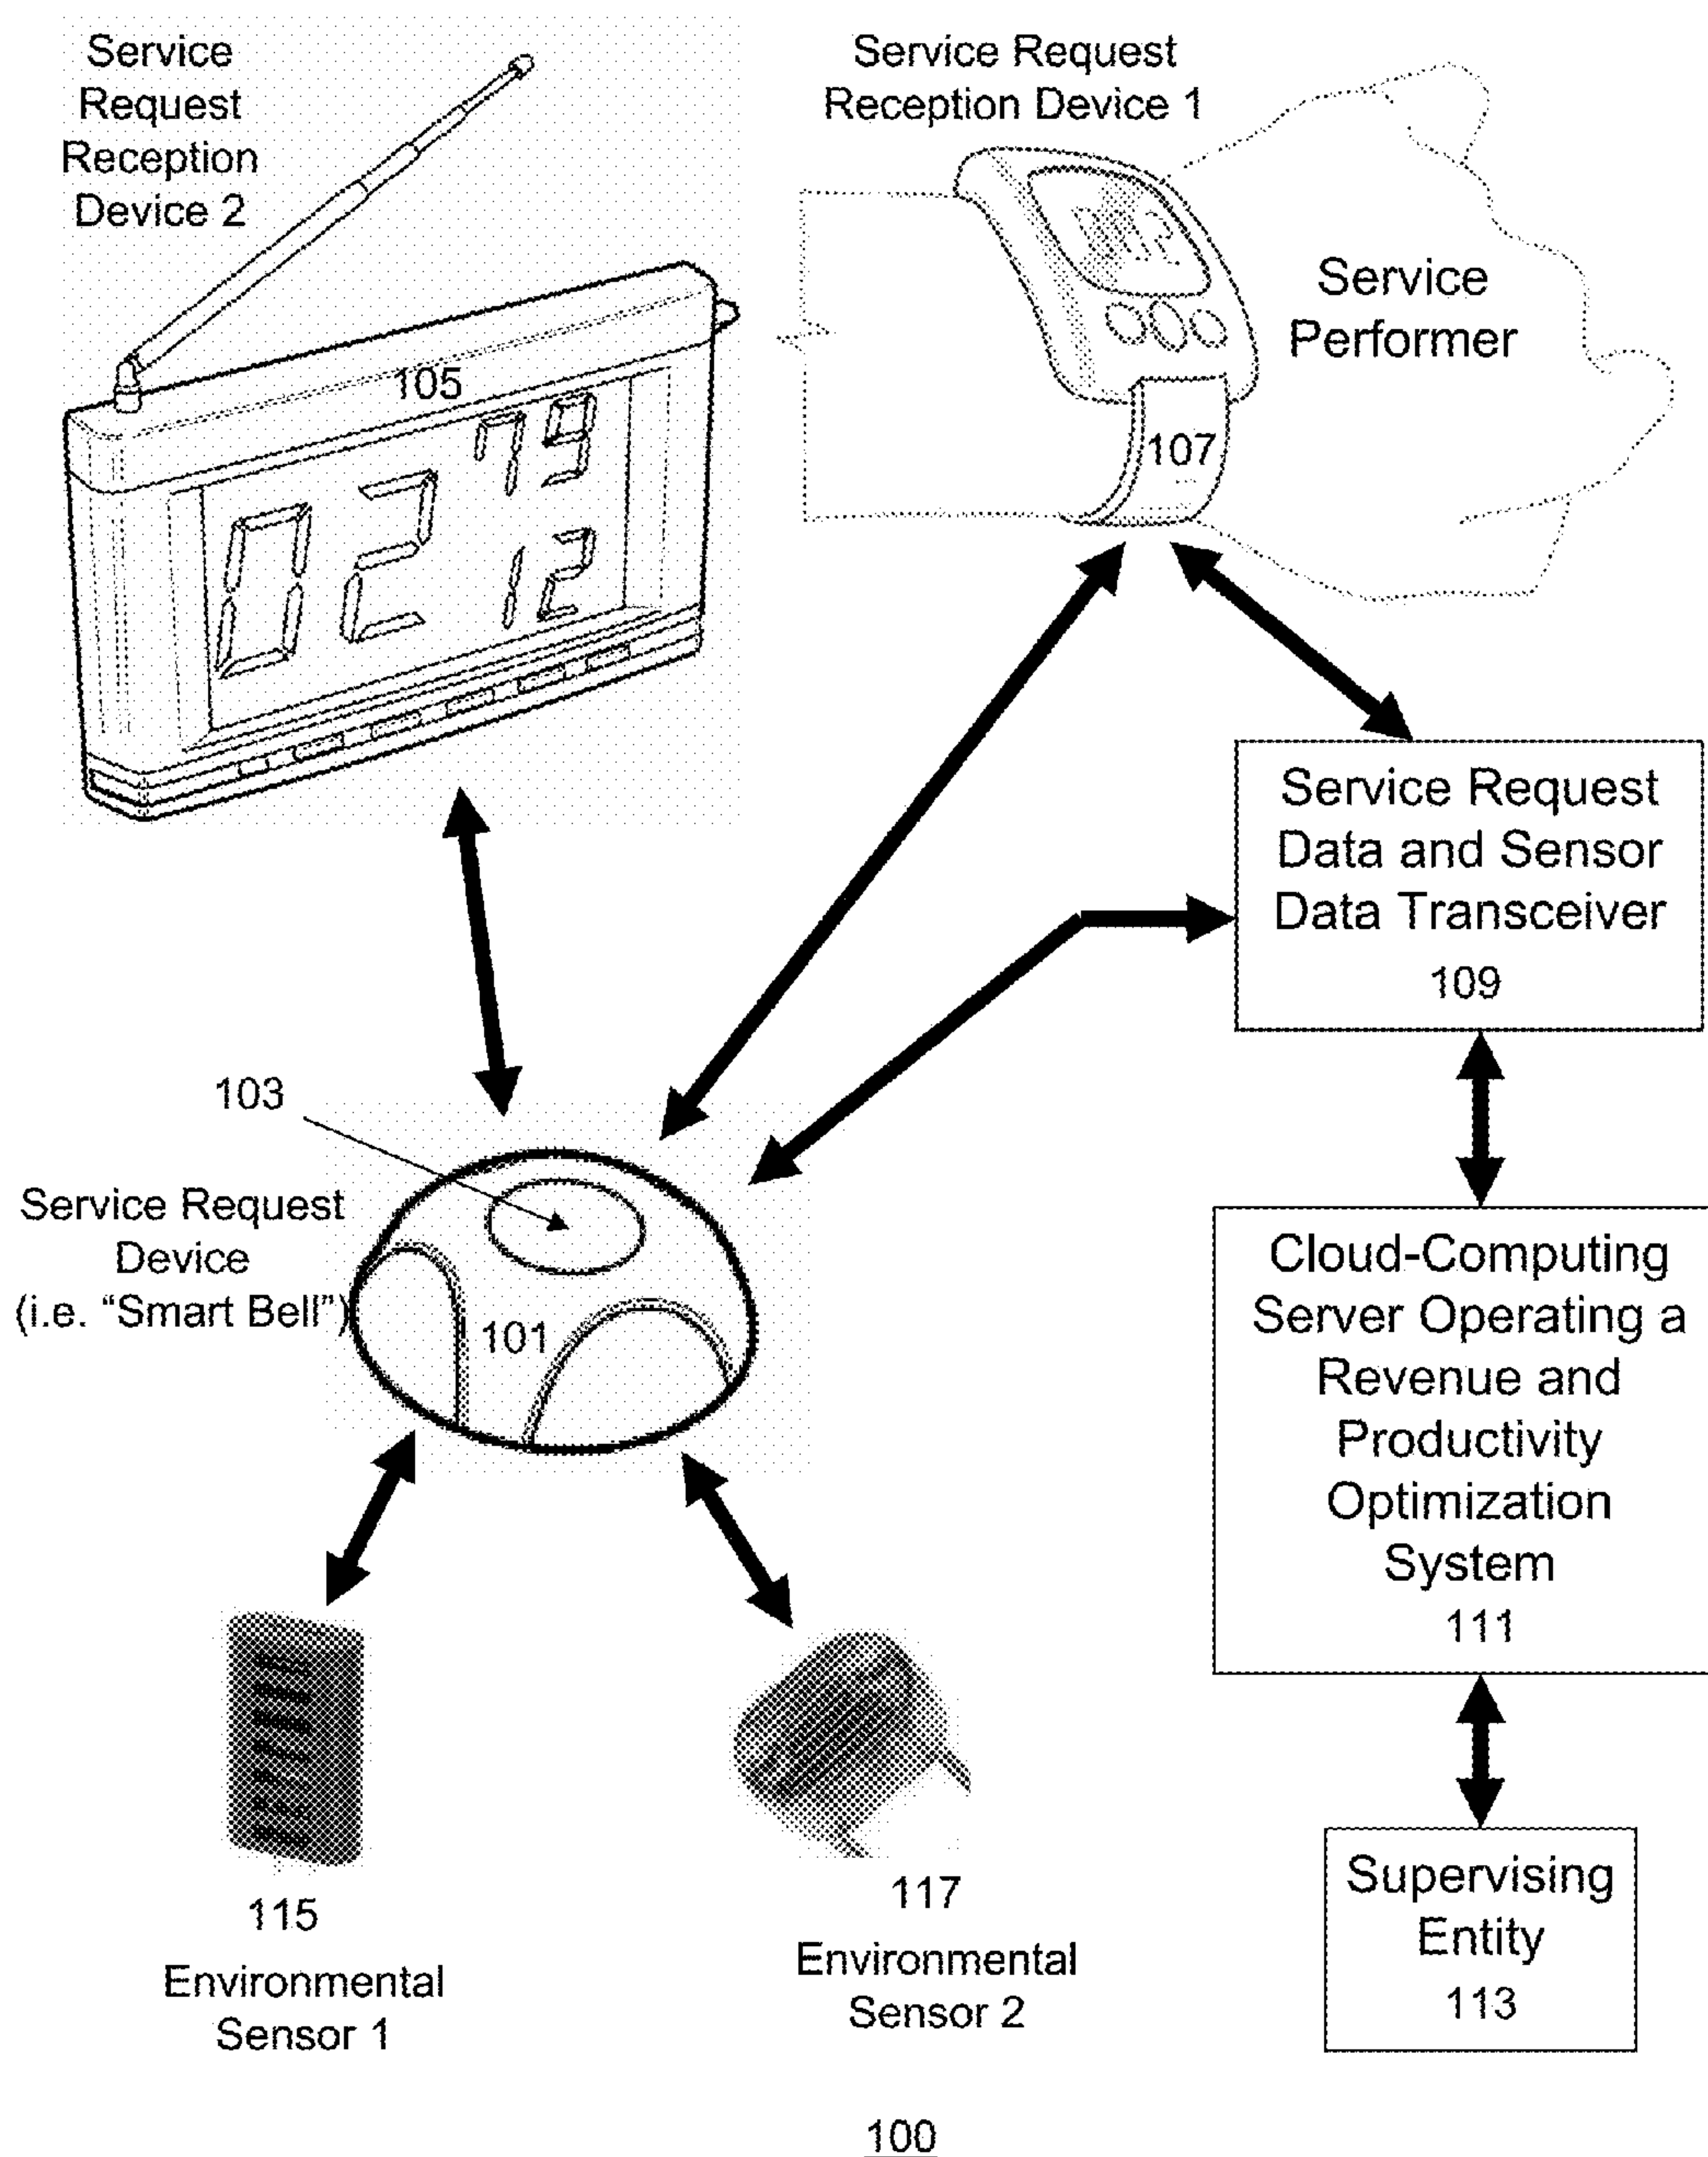 Service
Request
Reception
Device 2
Service Request
Reception Device 1
Service
Performer
105
79
02
12
107
Service Request
Data and Sensor
Data Transceiver
109
103
Service Request
Device
(i.e. “Smart Bell”)
101
Cloud-Computing
Server Operating a
Revenue and
Productivity
Optimization
System
111
115
Environmental
Sensor 1
117
Environmental
Sensor 2
Supervising
Entity
113
100